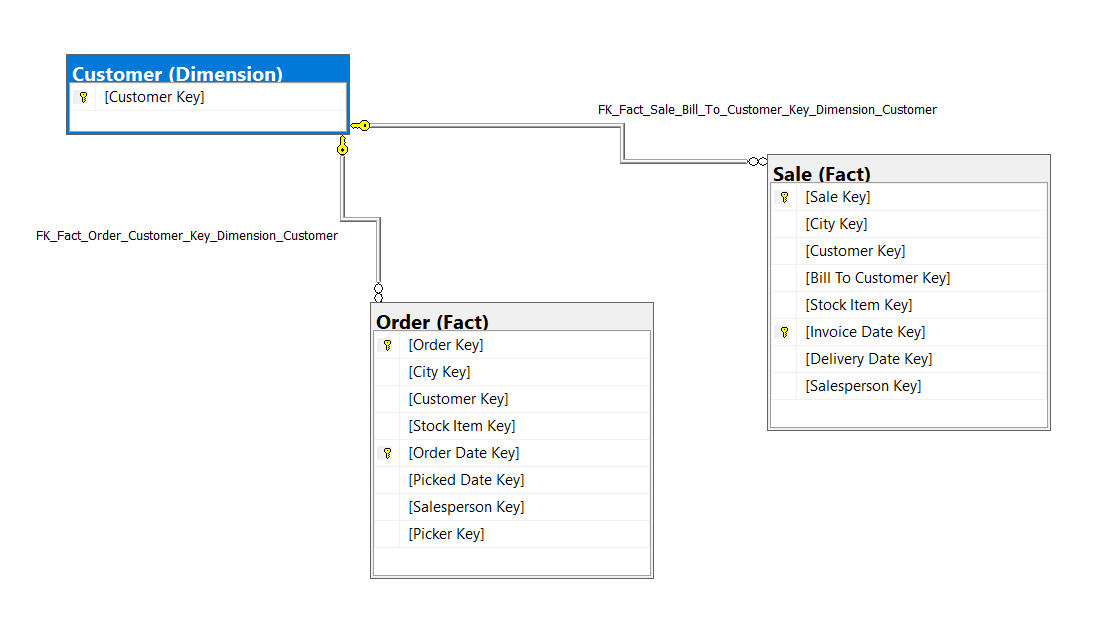 Customer (Dimension)
[Customer Key]
FK_Fact_Sale_Bill_To_Customer_Key_Dimension_Customer
Sale (Fact)
[Sale Key]
[City Key]
[Customer Key]
[Bill To Customer Key]
[Stock Item Key]
[Invoice Date Key]
[Delivery Date Key]
[Salesperson Key]
FK_Fact_Order_Customer_Key_Dimension_Customer
Order (Fact)
[Order Key]
[City Key]
[Customer Key]
[Stock Item Key]
[Order Date Key]
[Picked Date Key]
[Salesperson Key]
[Picker Key]